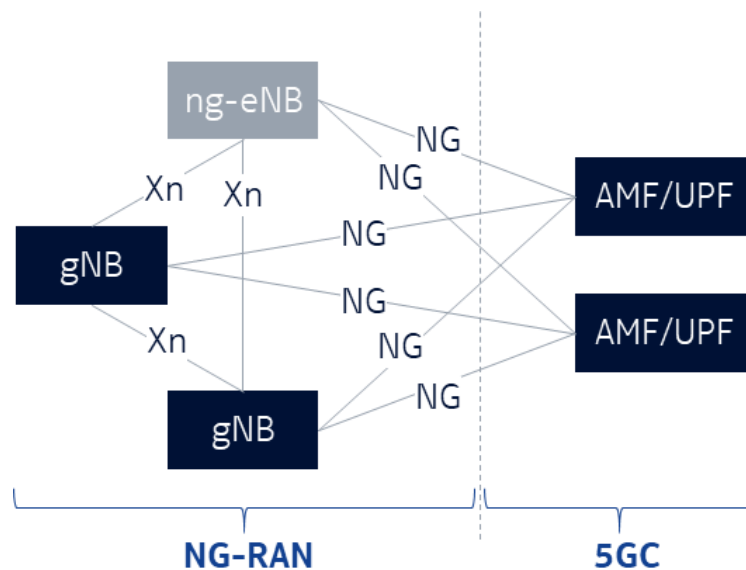 ng-eNB
NG
NG
Xn
Xn
AMF/UPF
NG
gNB
NG
AMF/UPF
Xn
NG
NG
gNB
NG-RAN
5GC